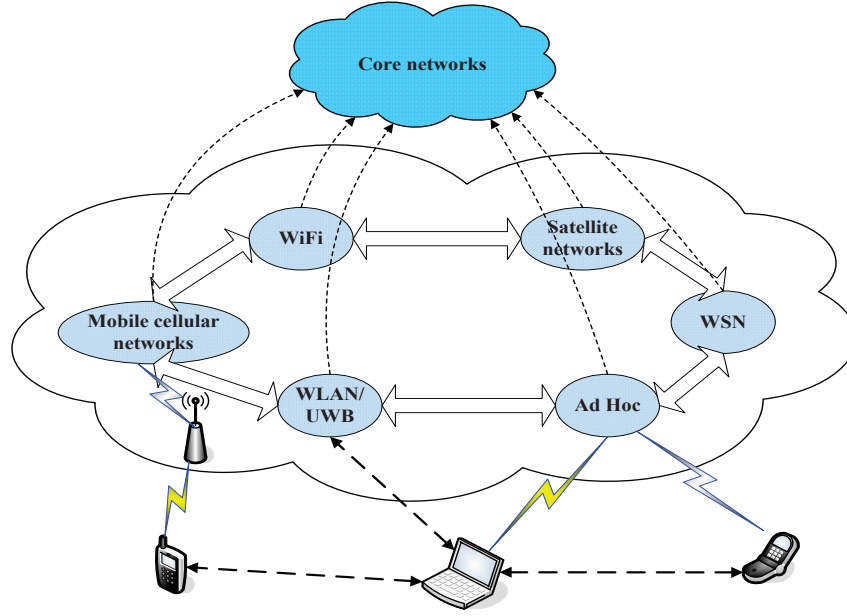 Core networks
WiFi
Satellite
networks
Mobile cellular
networks
WSN
WLAN/
UWB
Ad Hoc